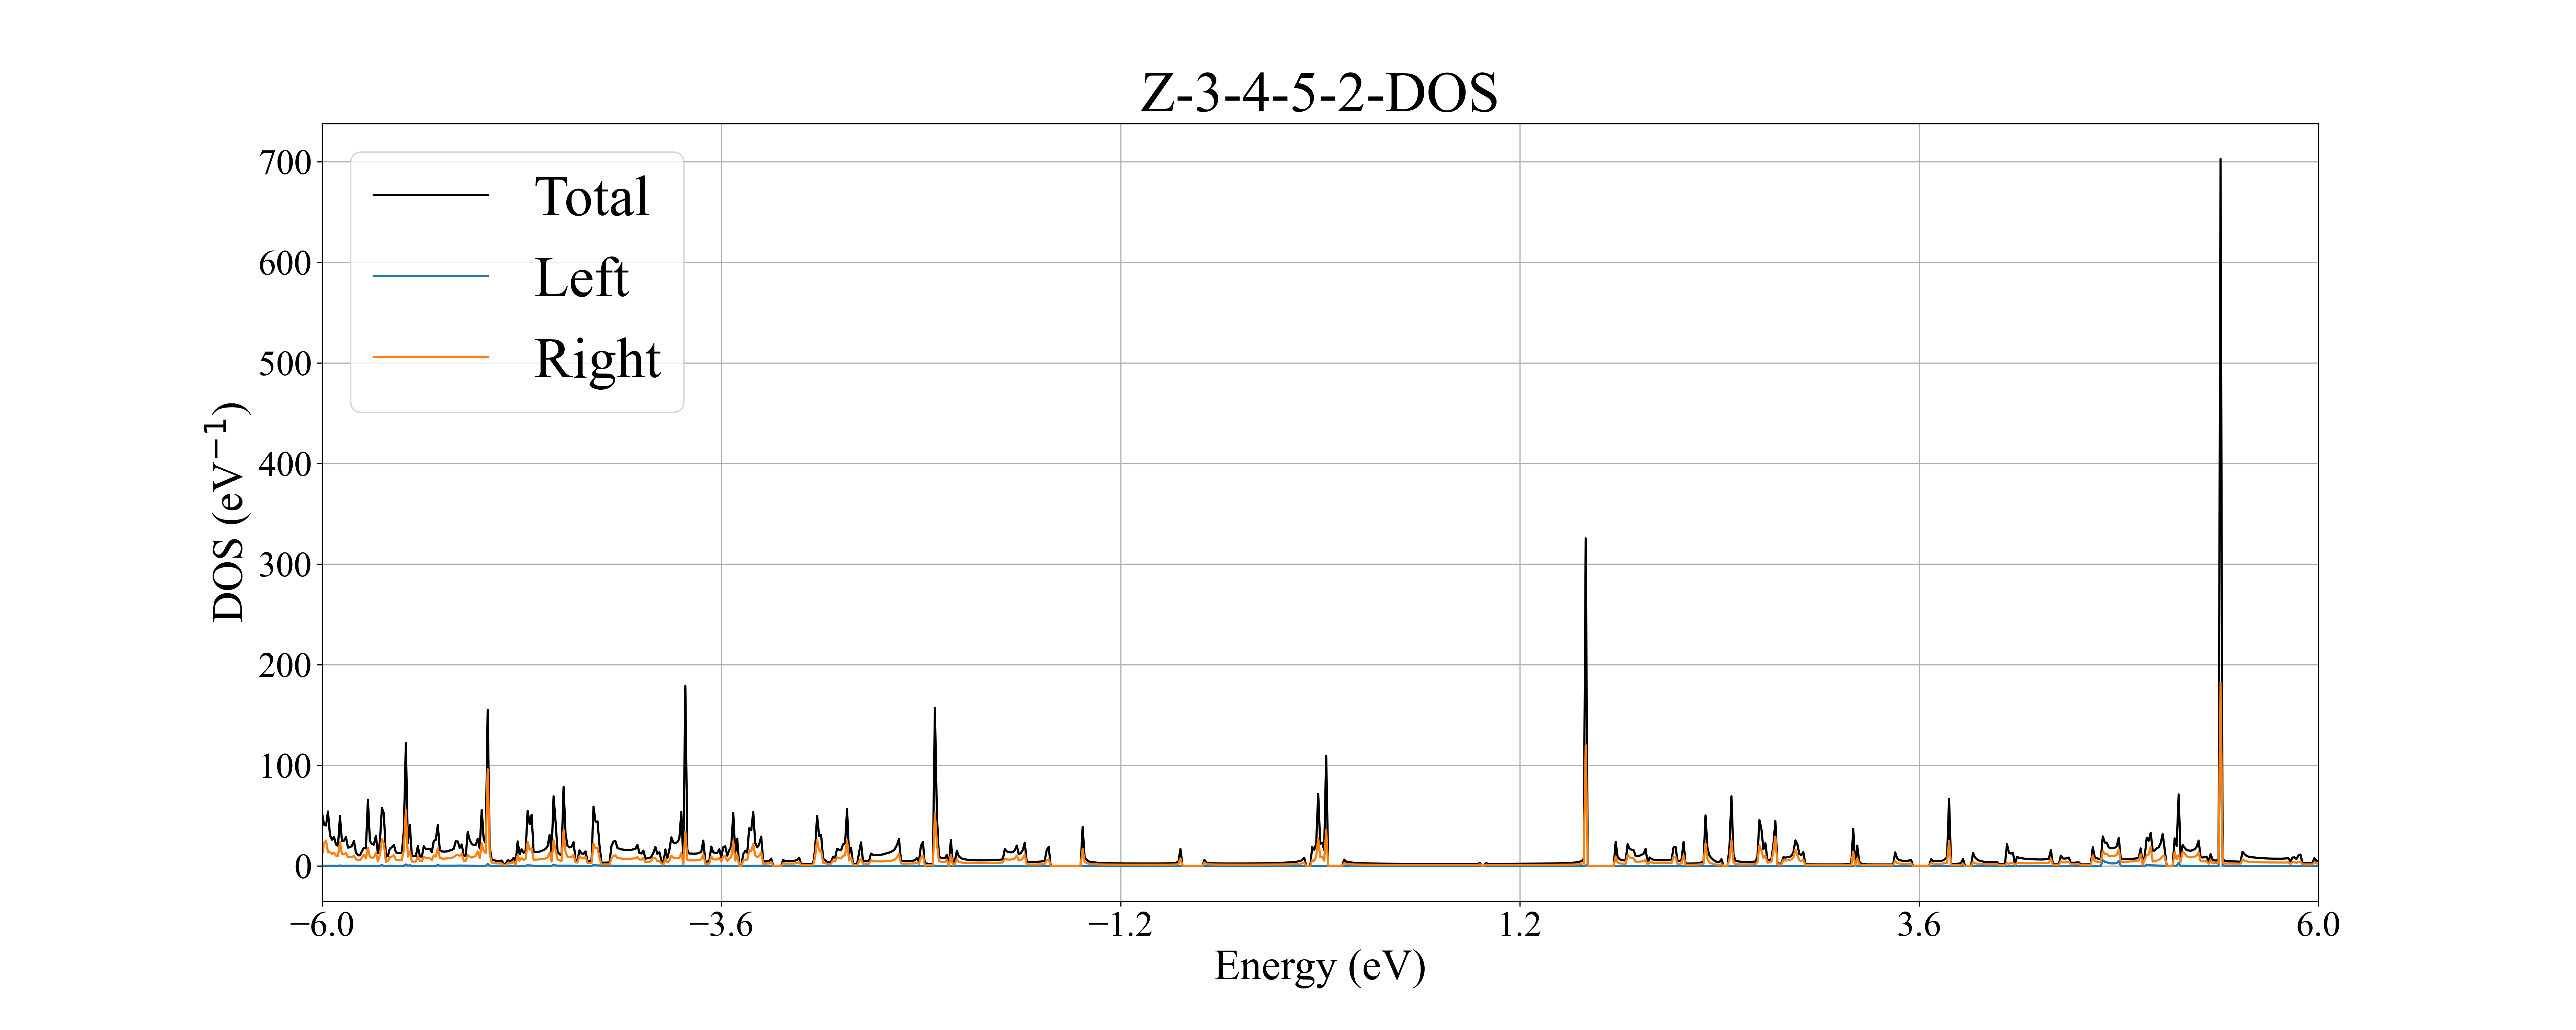 Z-3-4-5-2-DOS
Total
Left
Right
DOS (eV⁻¹)
700
600
500
400
300
200
100
0
−6.0 −3.6 −1.2 1.2 3.6 6.0
Energy (eV)